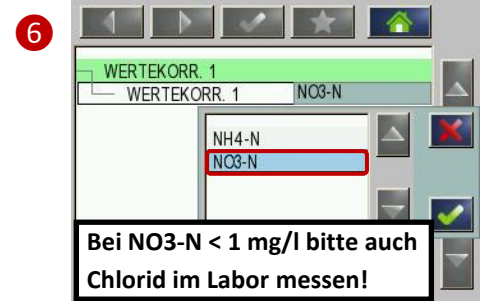 6
WERTEKORR. 1
WERTEKORR. 1 NO3-N
NH4-N
NO3-N
Bei NO3-N < 1 mg/l bitte auch
Chlorid im Labor messen!